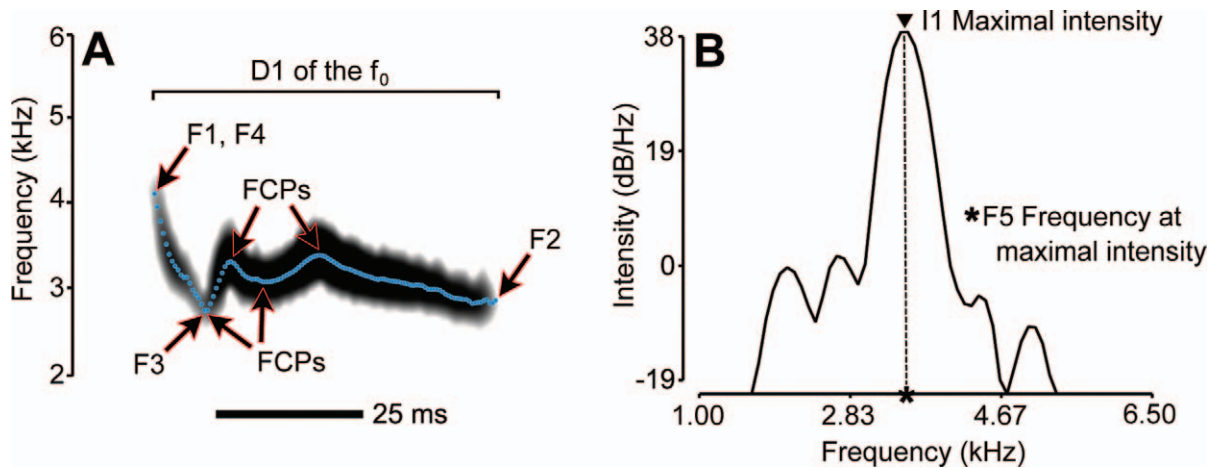 A
D1 of the f₀
Frequency (kHz)
6
5
4
3
2
F1, F4
FCPs
F2
F3
FCPs
25 ms
B
I1 Maximal intensity
Intensity (dB/Hz)
38
19
0
-19
*F5 Frequency at
maximal intensity
*
1.00
2.83
4.67
6.50
Frequency (kHz)